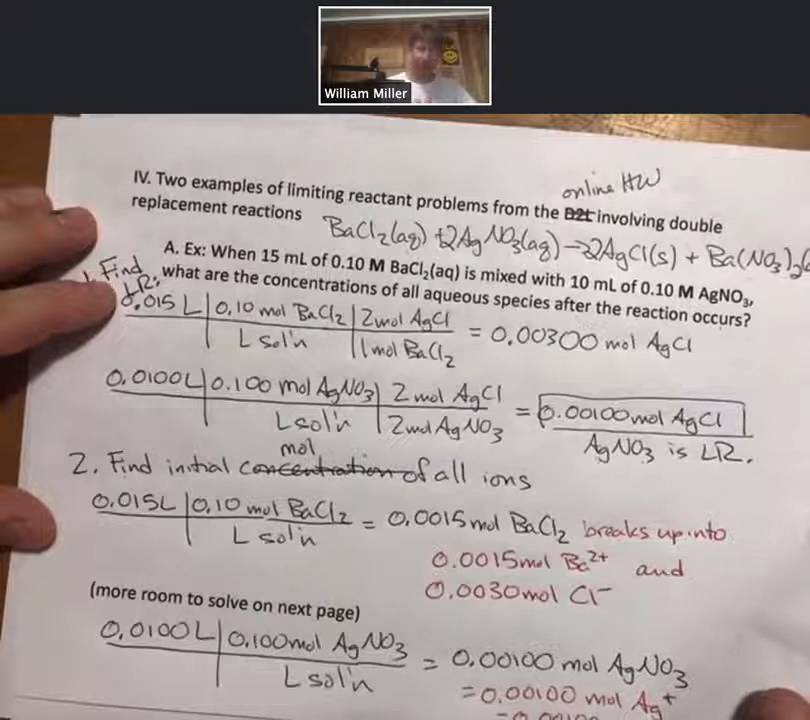 William Miller
online HW
IV. Two examples of limiting reactant problems from the D2L involving double
replacement reactions BaCl₂(aq) + 2AgNO₃(aq) → 2AgCl(s) + Ba(NO₃)₂(
A. Ex: When 15 mL of 0.10 M BaCl₂(aq) is mixed with 10 mL of 0.10 M AgNO₃,
1. Find LR: what are the concentrations of all aqueous species after the reaction occurs?
0.015 L | 0.10 mol BaCl₂ | 2 mol AgCl = 0.00300 mol AgCl
L sol'n | 1 mol BaCl₂
0.0100L | 0.100 mol AgNO₃ | 2 mol AgCl = 0.00100 mol AgCl
L sol'n | 2 mol AgNO₃ AgNO₃ is LR.
mol
2. Find initial concentration of all ions
0.015L | 0.10 mol BaCl₂ = 0.0015 mol BaCl₂ breaks up into
L sol'n
0.0015 mol Ba²⁺ and
0.0030 mol Cl⁻
(more room to solve on next page)
0.0100 L | 0.100 mol AgNO₃ = 0.00100 mol AgNO₃
L sol'n
= 0.00100 mol Ag⁺